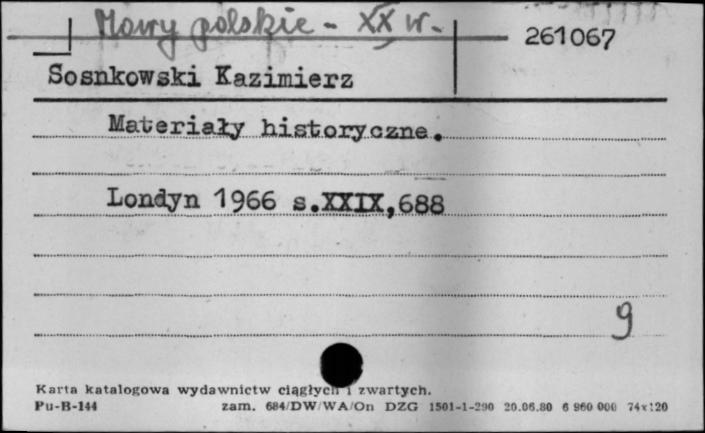 Mowy polskie - XX w.
261067
Sosnkowski Kazimierz
Materiały historyczne.
Londyn 1966 s.XXIX,688
9
Karta katalogowa wydawnictw ciągłych i zwartych.
Pu-B-144 zam. 684/DW/WA/On DZG 1501-1-290 20.06.80 6 960 000 74x120